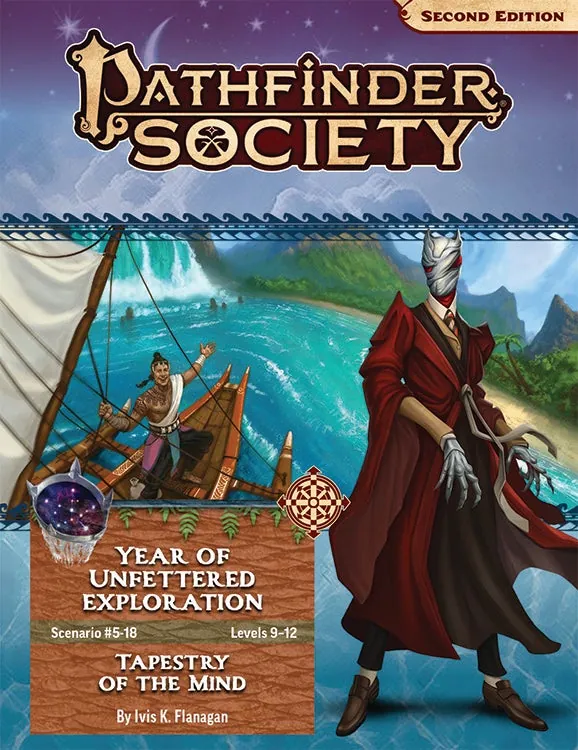 SECOND EDITION
PATHFINDER
SOCIETY
YEAR OF
UNFETTERED
EXPLORATION
Scenario #5-18 Levels 9–12
TAPESTRY
OF THE MIND
By Ivis K. Flanagan